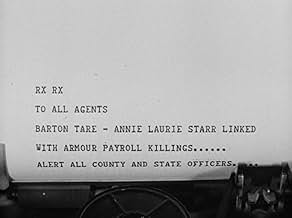 RX RX
TO ALL AGENTS
BARTON TARE - ANNIE LAURIE STARR LINKED
WITH ARMOUR PAYROLL KILLINGS......
ALERT ALL COUNTY AND STATE OFFICERS.....